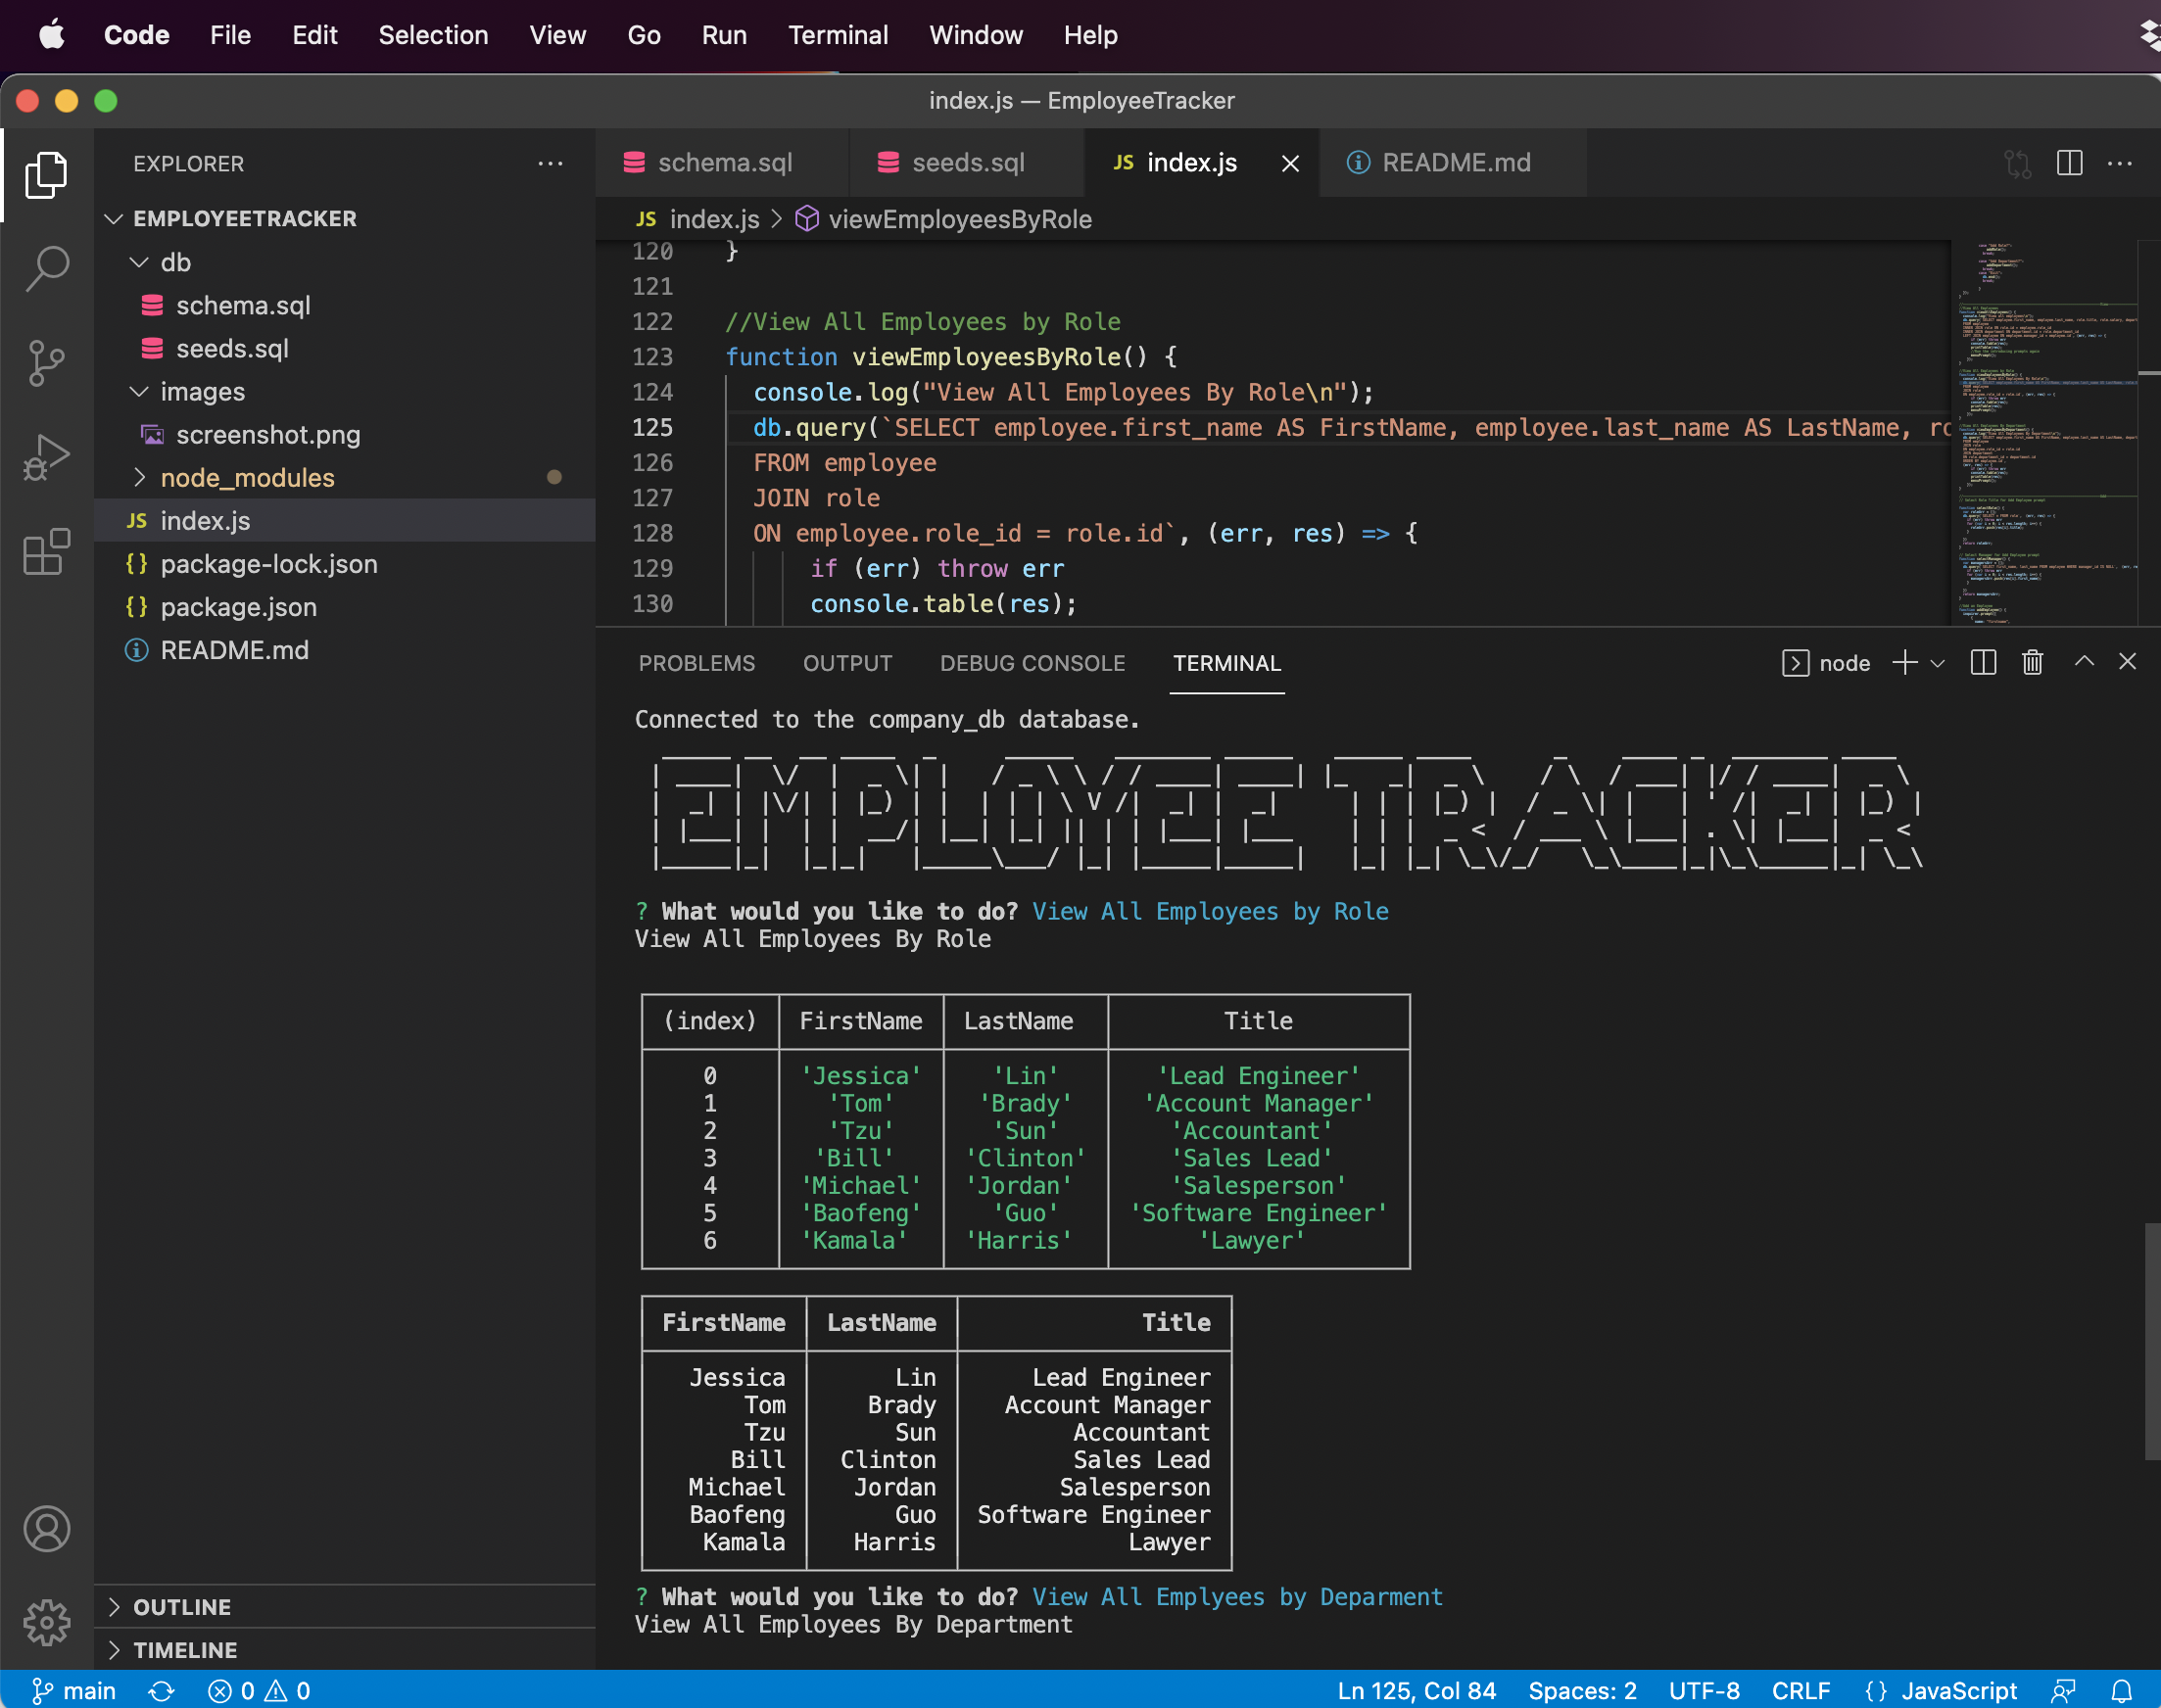 Code File Edit Selection View Go Run Terminal Window Help
index.js — EmployeeTracker
EXPLORER
EMPLOYEETRACKER
db
schema.sql
seeds.sql
images
screenshot.png
node_modules
JS index.js
{} package-lock.json
{} package.json
README.md
OUTLINE
TIMELINE
schema.sql seeds.sql JS index.js README.md
JS index.js > viewEmployeesByRole
120 }
121
122 //View All Employees by Role
123 function viewEmployeesByRole() {
124 console.log("View All Employees By Role\n");
125 db.query(`SELECT employee.first_name AS FirstName, employee.last_name AS LastName, ro
126 FROM employee
127 JOIN role
128 ON employee.role_id = role.id`, (err, res) => {
129 if (err) throw err
130 console.table(res);
PROBLEMS OUTPUT DEBUG CONSOLE TERMINAL node
Connected to the company_db database.
EMPLOYEE TRACKER
? What would you like to do? View All Employees by Role
View All Employees By Role
(index) FirstName LastName Title
0 'Jessica' 'Lin' 'Lead Engineer'
1 'Tom' 'Brady' 'Account Manager'
2 'Tzu' 'Sun' 'Accountant'
3 'Bill' 'Clinton' 'Sales Lead'
4 'Michael' 'Jordan' 'Salesperson'
5 'Baofeng' 'Guo' 'Software Engineer'
6 'Kamala' 'Harris' 'Lawyer'
FirstName LastName Title
Jessica Lin Lead Engineer
Tom Brady Account Manager
Tzu Sun Accountant
Bill Clinton Sales Lead
Michael Jordan Salesperson
Baofeng Guo Software Engineer
Kamala Harris Lawyer
? What would you like to do? View All Emplyees by Deparment
View All Employees By Department
main 0 0 Ln 125, Col 84 Spaces: 2 UTF-8 CRLF {} JavaScript